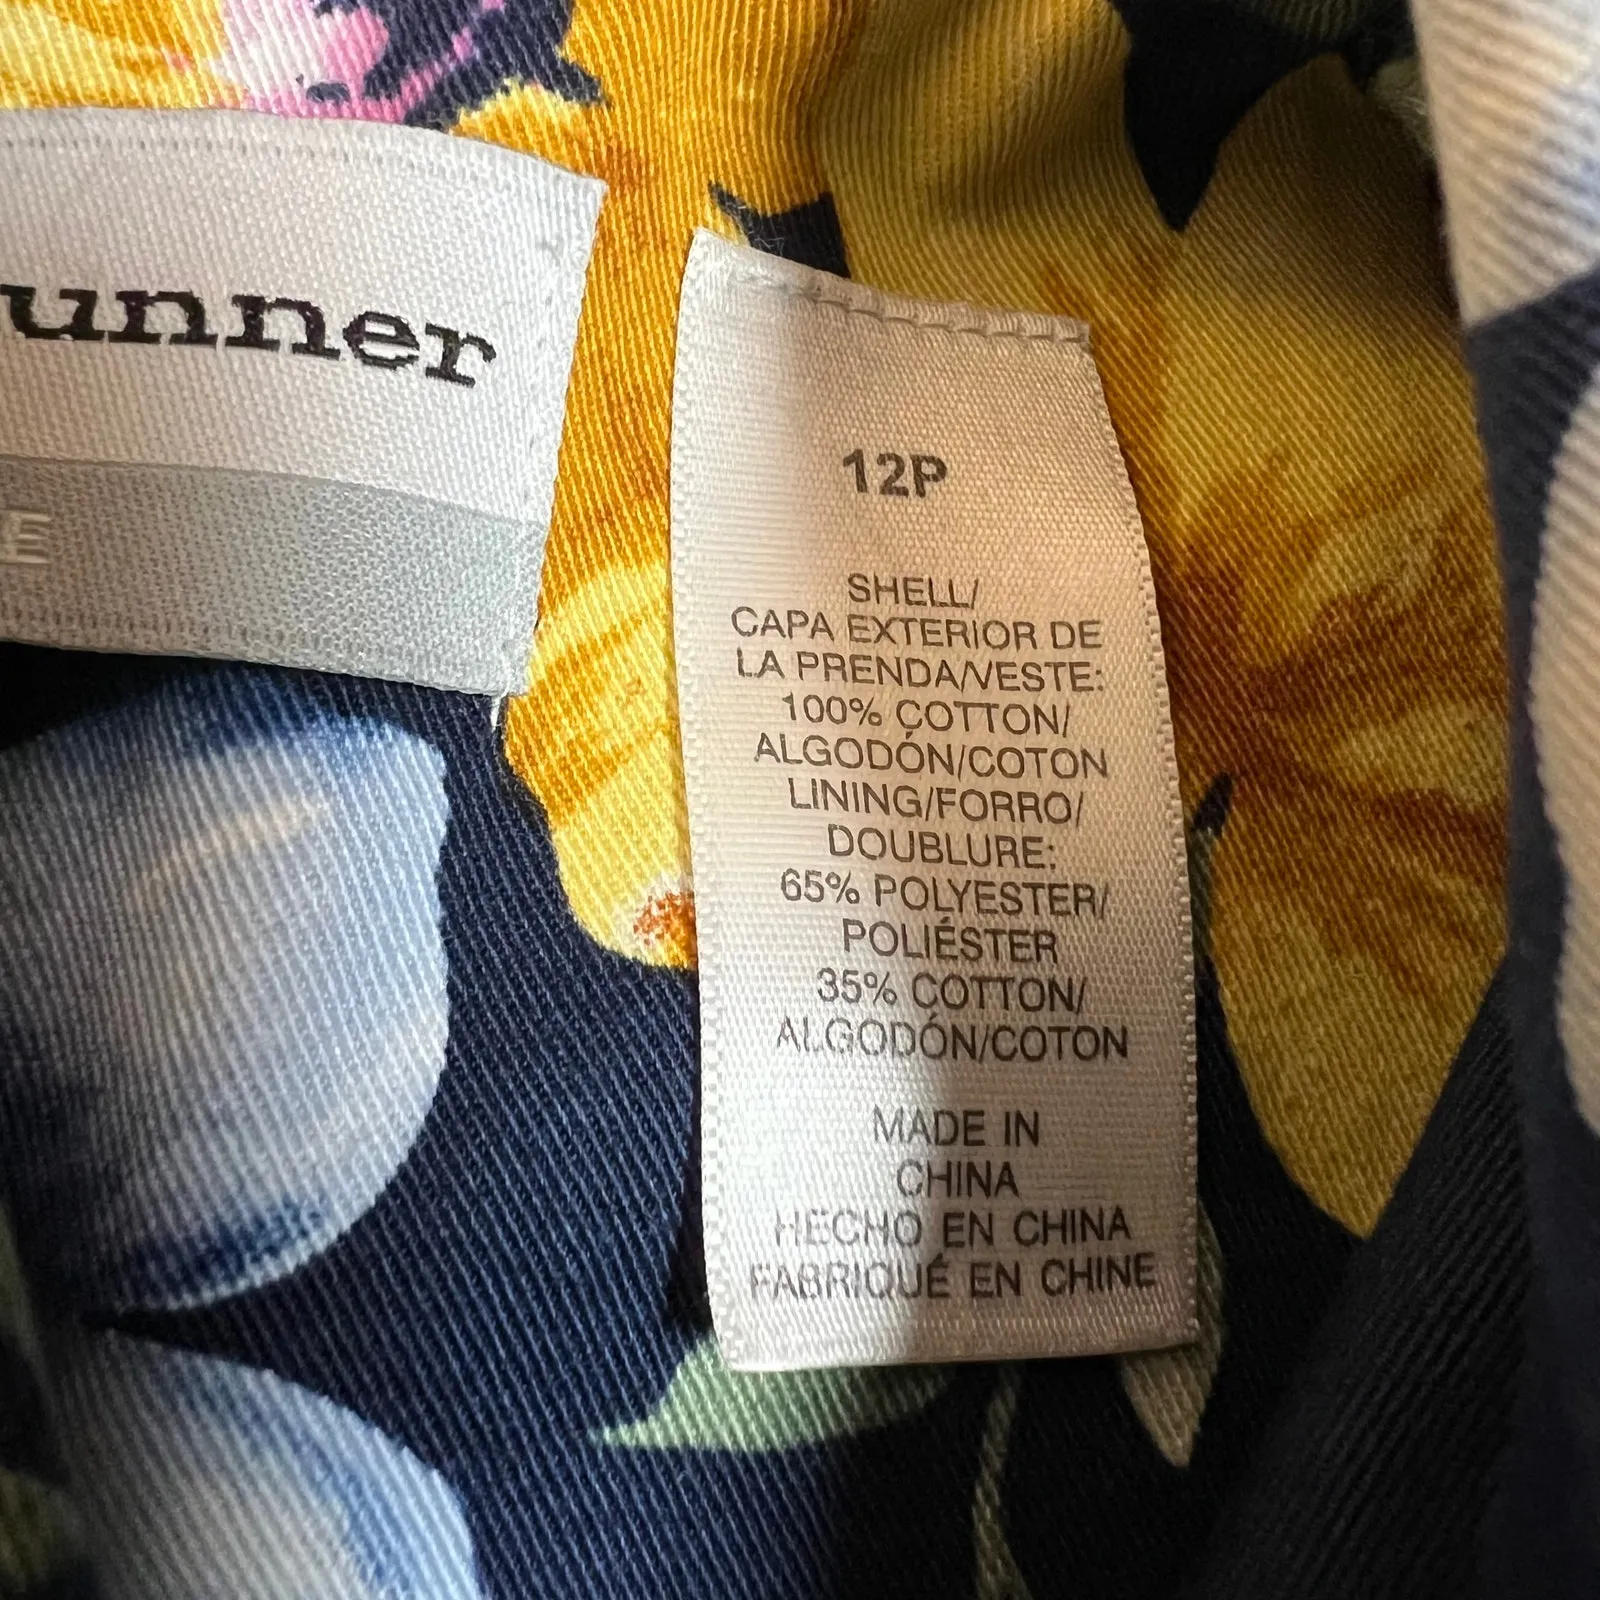 unner
E
12P
SHELL/
CAPA EXTERIOR DE
LA PRENDA/VESTE:
100% COTTON/
ALGODÓN/COTON
LINING/FORRO/
DOUBLURE:
65% POLYESTER/
POLIÉSTER
35% COTTON/
ALGODÓN/COTON
MADE IN
CHINA
HECHO EN CHINA
FABRIQUÉ EN CHINE